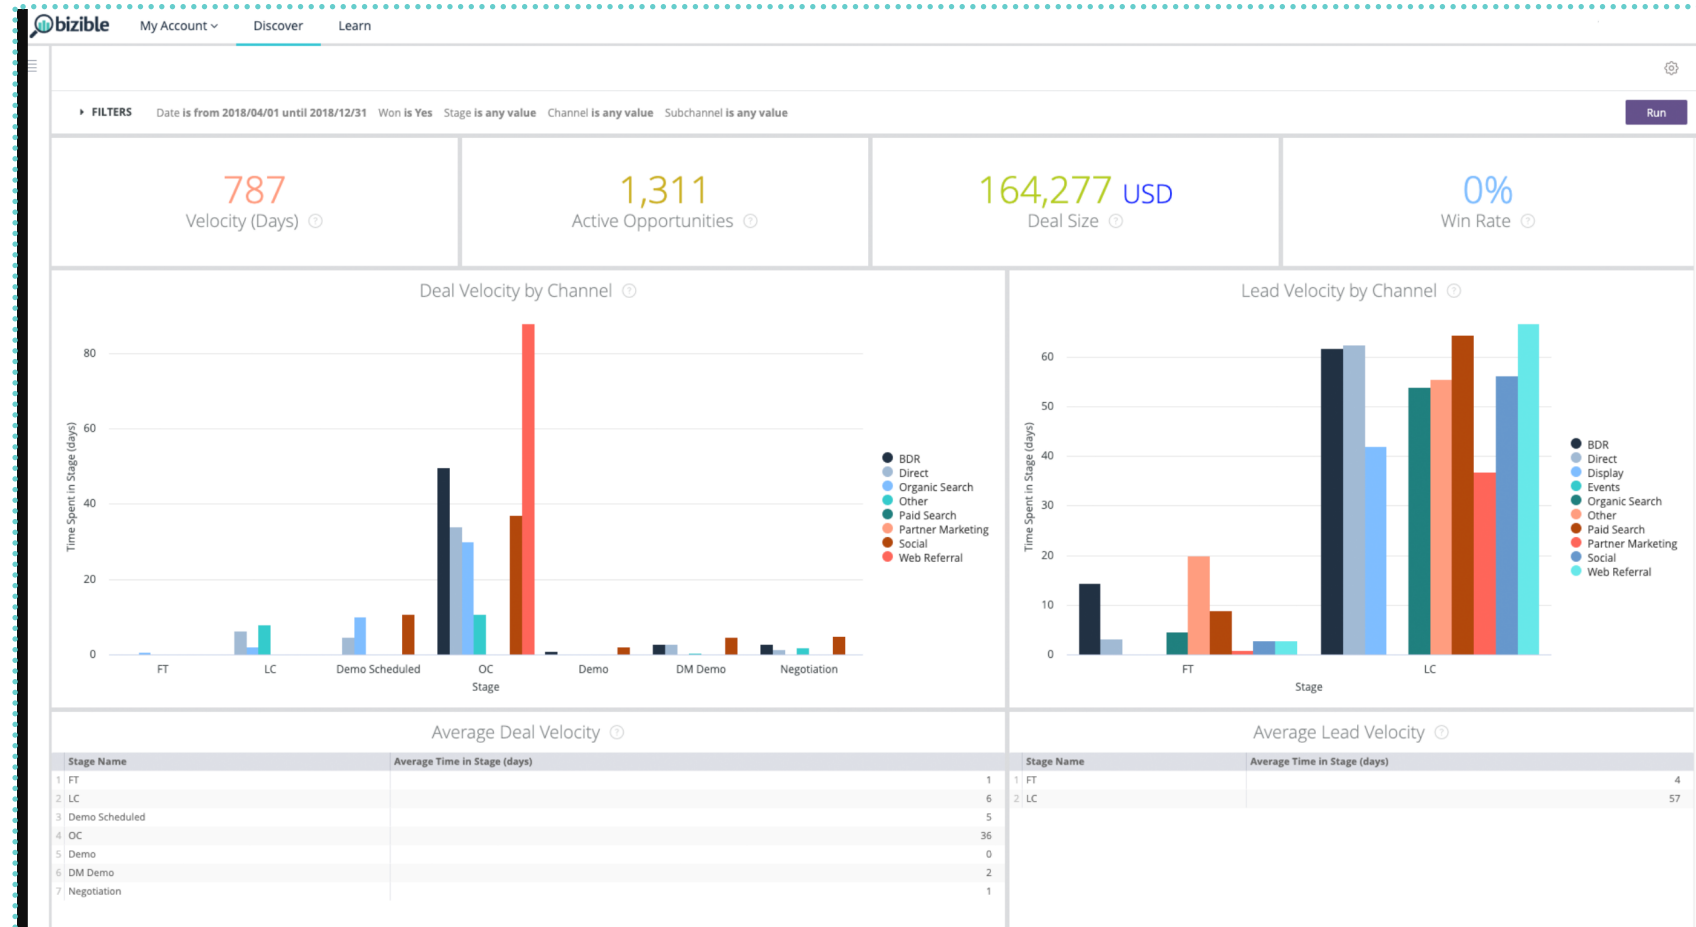 bizible My Account Discover Learn
FILTERS Date is from 2018/04/01 until 2018/12/31 Won is Yes Stage is any value Channel is any value Subchannel is any value Run
787
Velocity (Days) ?
1,311
Active Opportunities ?
164,277 USD
Deal Size ?
0%
Win Rate ?
Deal Velocity by Channel ?
80
60
40
20
0
Time Spent in Stage (days)
FT LC Demo Scheduled OC Demo DM Demo Negotiation
Stage
BDR
Direct
Organic Search
Other
Paid Search
Partner Marketing
Social
Web Referral
Lead Velocity by Channel ?
60
50
40
30
20
10
0
Time Spent in Stage (days)
FT LC
Stage
BDR
Direct
Display
Events
Organic Search
Other
Paid Search
Partner Marketing
Social
Web Referral
Average Deal Velocity ?
Stage Name Average Time in Stage (days)
1 FT 1
2 LC 6
3 Demo Scheduled 5
4 OC 36
5 Demo 0
6 DM Demo 2
7 Negotiation 1
Average Lead Velocity ?
Stage Name Average Time in Stage (days)
1 FT 4
2 LC 57